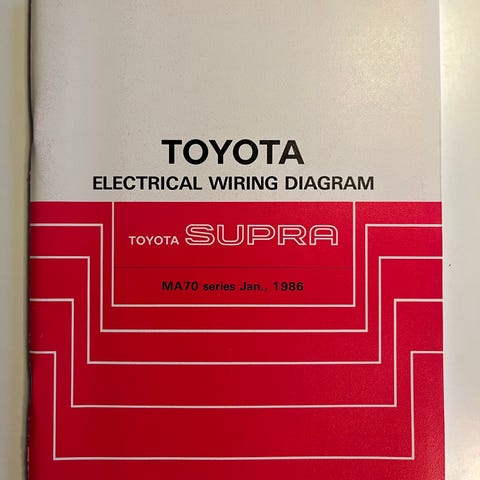 TOYOTA
ELECTRICAL WIRING DIAGRAM
TOYOTA SUPRA
MA70 series Jan., 1986